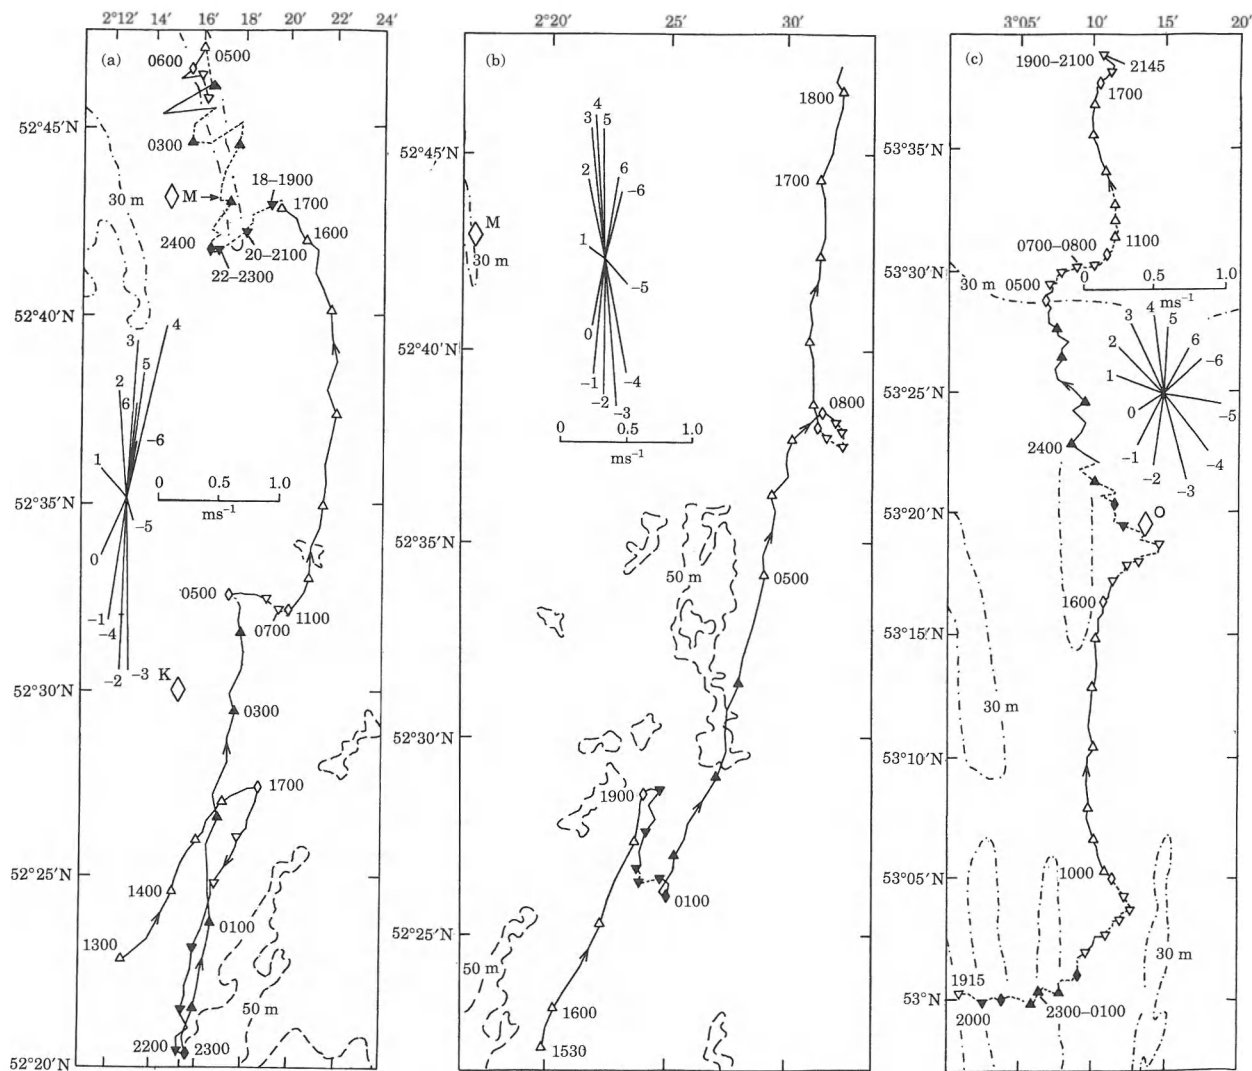 2°12' 14' 16' 18' 20' 22' 24'
(a)
0600
0500
52°45'N
0300
18–1900
M
1700
30 m
1600
2400
20–2100
22–2300
52°40'N
4
3
5
2
6
–6
1
0 0.5 1.0
ms⁻¹
52°35'N
–5
0
0500
0700
1100
–1
–4
–2
–3
K
52°30'N
0300
1700
52°25'N
1400
0100
1300
50 m
2200
2300
52°20'N
2°20' 25' 30'
(b)
1800
4
3 5
52°45'N
2
6
–6
1700
M
30 m
1
–5
0
52°40'N
–1
–4
–2
–3
0800
0 0.5 1.0
ms⁻¹
52°35'N
50 m
0500
52°30'N
1900
0100
52°25'N
50 m
1600
1530
3°05' 10' 15' 20'
(c)
1900–2100
2145
1700
53°35'N
0700–0800
1100
53°30'N
0 0.5 1.0
ms⁻¹
30 m
0500
4
3
5
2
6
–6
1
53°25'N
0
–5
2400
–1
–4
–2
–3
O
53°20'N
1600
53°15'N
30 m
53°10'N
53°05'N
1000
30 m
1915
53°N
2000
2300–0100